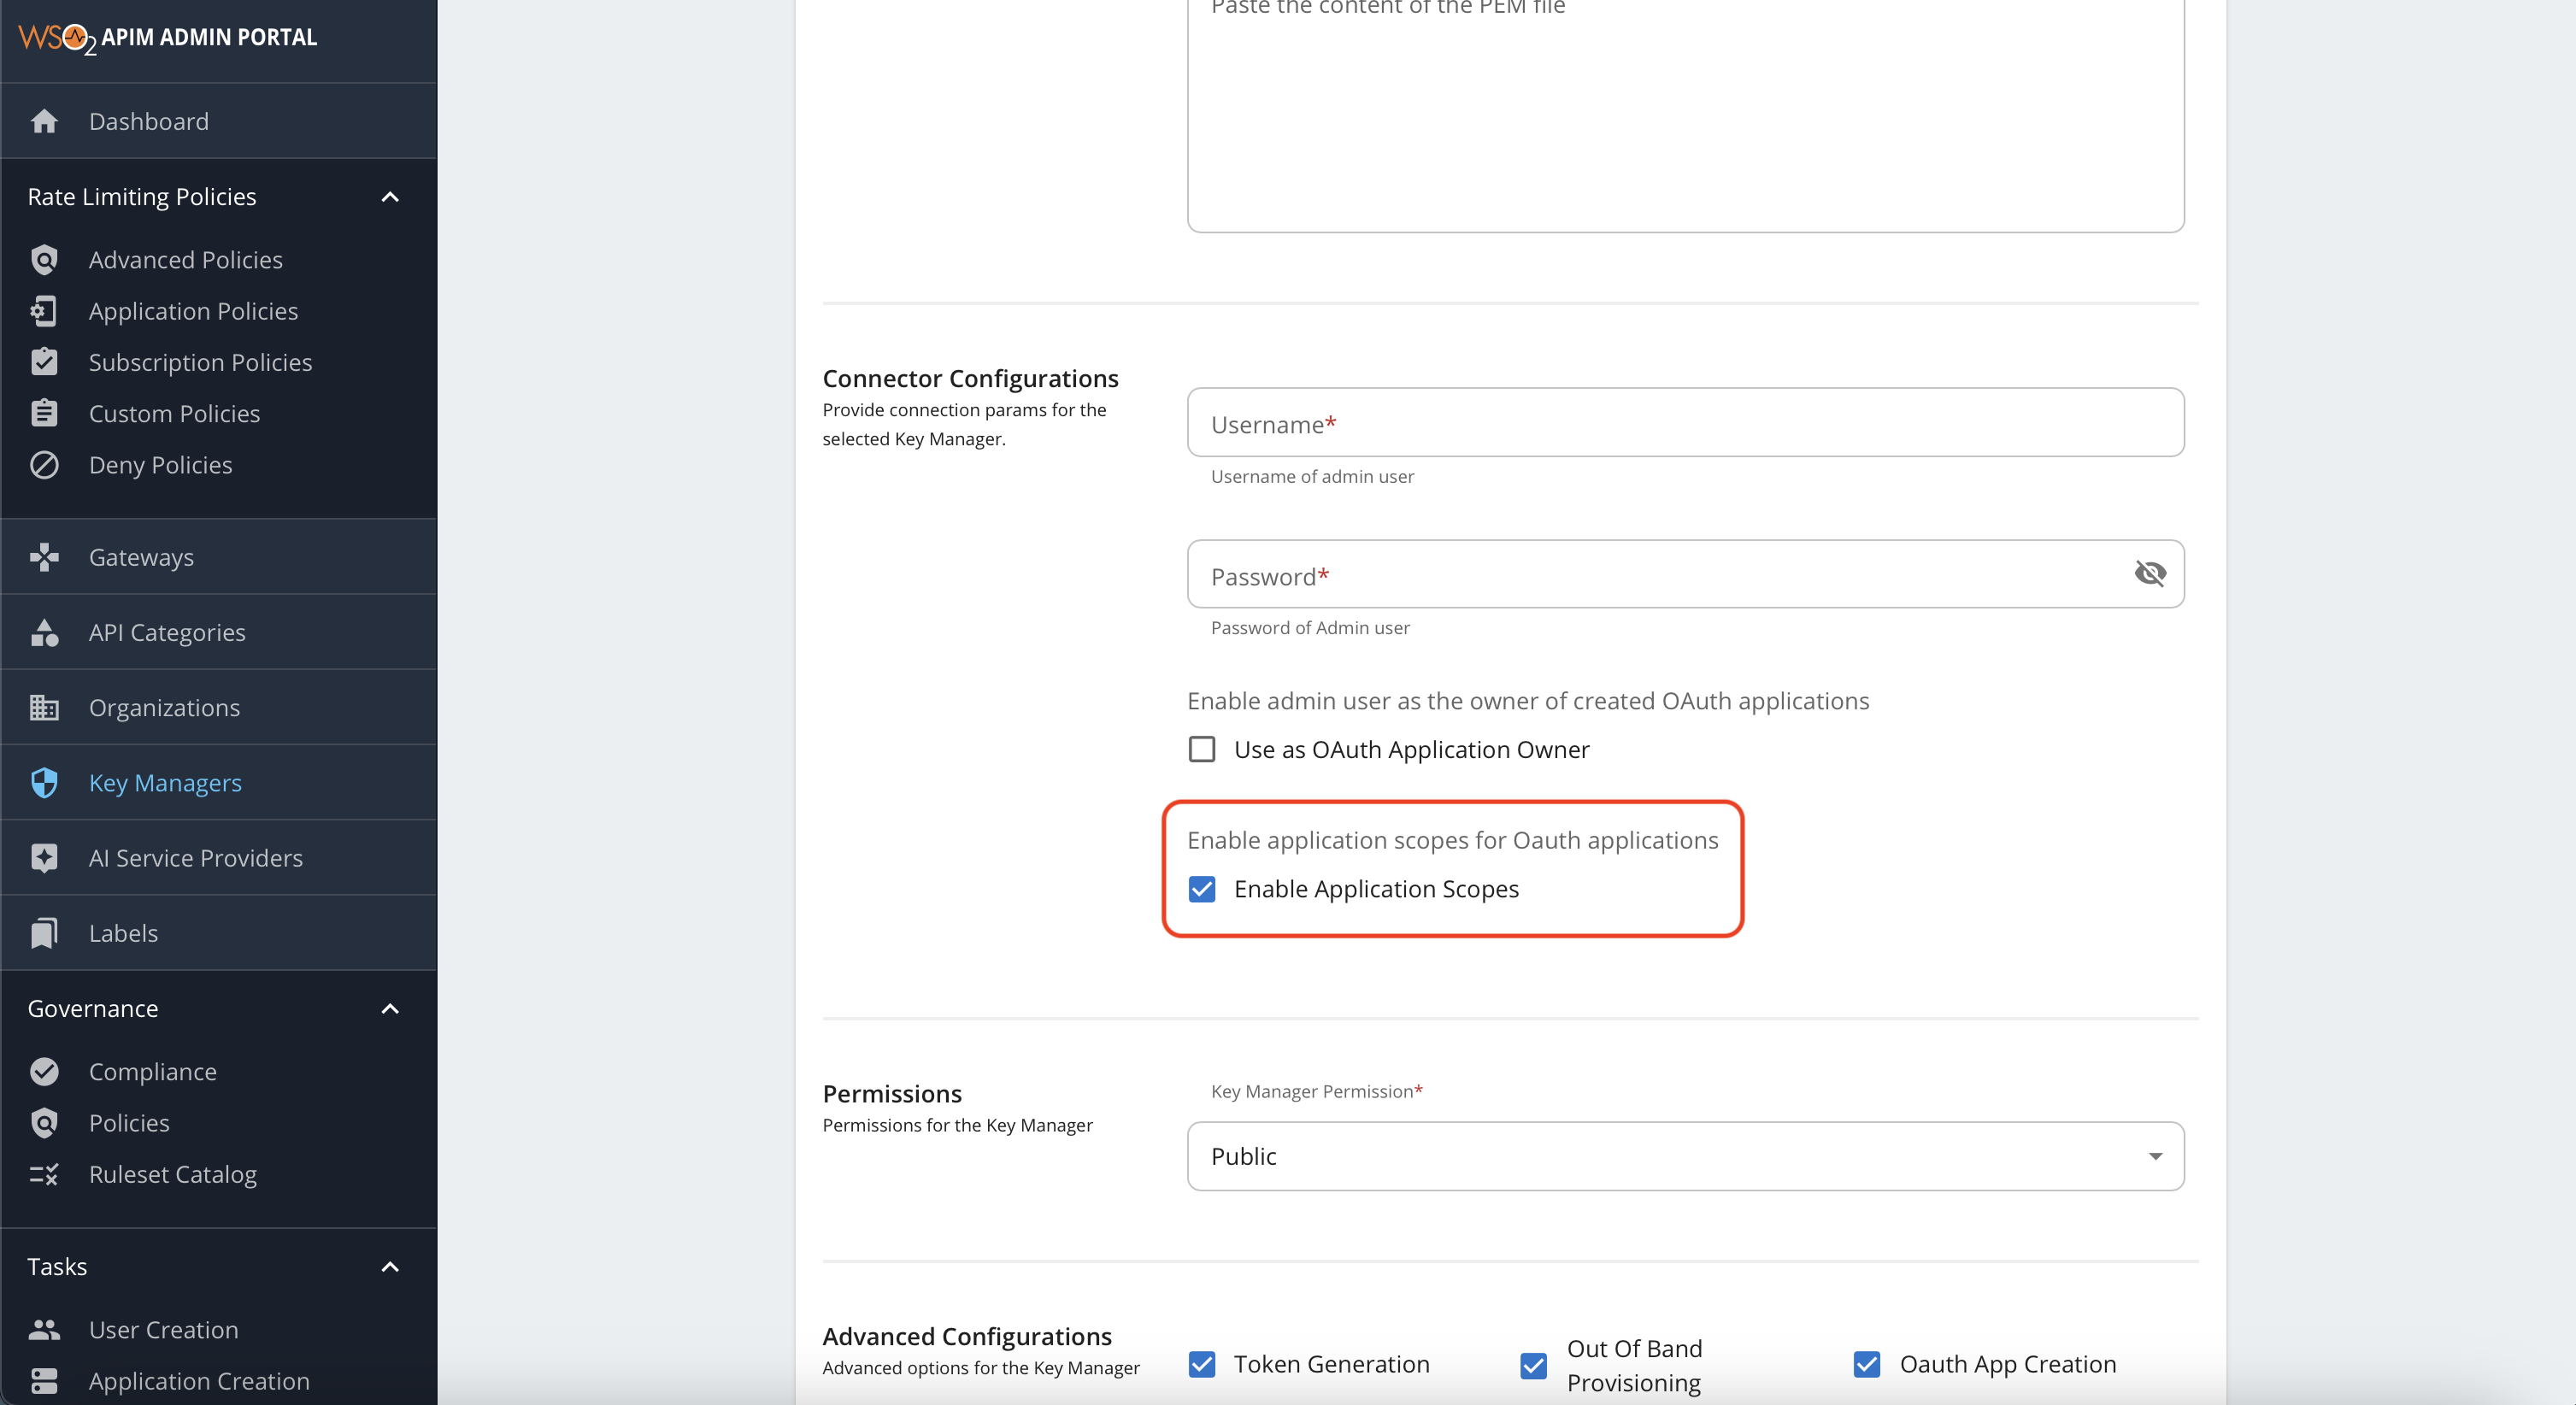 WSO2 APIM ADMIN PORTAL
Dashboard
Rate Limiting Policies
Advanced Policies
Application Policies
Subscription Policies
Custom Policies
Deny Policies
Gateways
API Categories
Organizations
Key Managers
AI Service Providers
Labels
Governance
Compliance
Policies
Ruleset Catalog
Tasks
User Creation
Application Creation
Paste the content of the PEM file
Connector Configurations
Provide connection params for the
selected Key Manager.
Username*
Username of admin user
Password*
Password of Admin user
Enable admin user as the owner of created OAuth applications
Use as OAuth Application Owner
Enable application scopes for Oauth applications
Enable Application Scopes
Permissions
Permissions for the Key Manager
Key Manager Permission*
Public
Advanced Configurations
Advanced options for the Key Manager
Token Generation
Out Of Band
Provisioning
Oauth App Creation